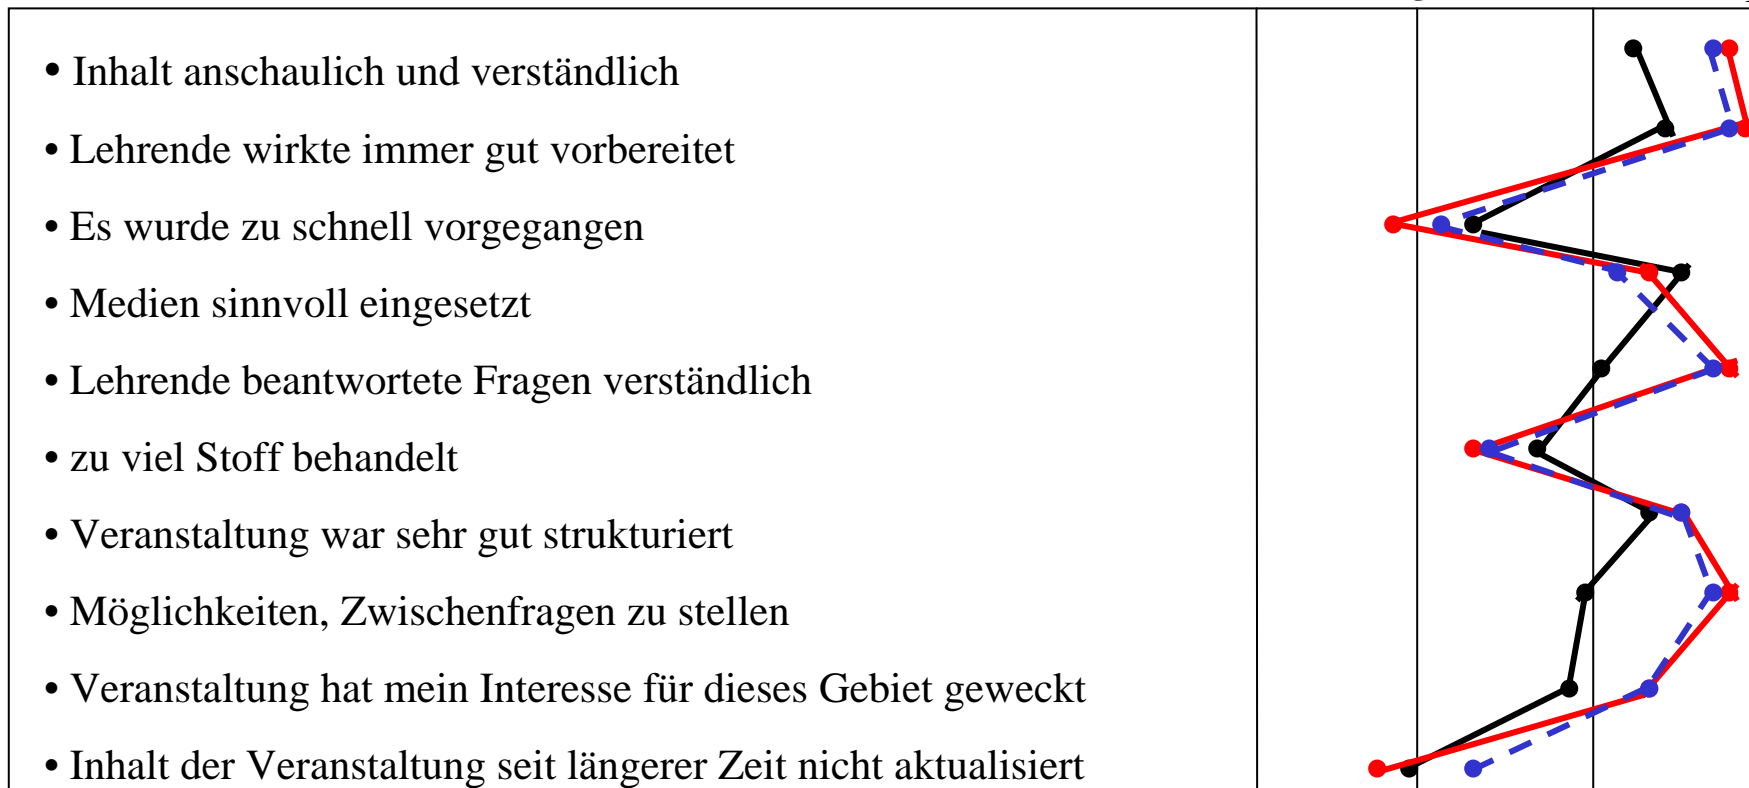 • Inhalt anschaulich und verständlich
• Lehrende wirkte immer gut vorbereitet
• Es wurde zu schnell vorgegangen
• Medien sinnvoll eingesetzt
• Lehrende beantwortete Fragen verständlich
• zu viel Stoff behandelt
• Veranstaltung war sehr gut strukturiert
• Möglichkeiten, Zwischenfragen zu stellen
• Veranstaltung hat mein Interesse für dieses Gebiet geweckt
• Inhalt der Veranstaltung seit längerer Zeit nicht aktualisiert